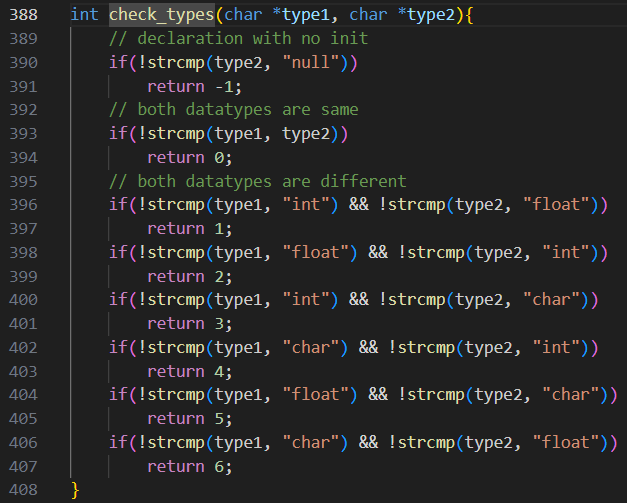 388 int check_types(char *type1, char *type2){
389     // declaration with no init
390     if(!strcmp(type2, "null"))
391         return -1;
392     // both datatypes are same
393     if(!strcmp(type1, type2))
394         return 0;
395     // both datatypes are different
396     if(!strcmp(type1, "int") && !strcmp(type2, "float"))
397         return 1;
398     if(!strcmp(type1, "float") && !strcmp(type2, "int"))
399         return 2;
400     if(!strcmp(type1, "int") && !strcmp(type2, "char"))
401         return 3;
402     if(!strcmp(type1, "char") && !strcmp(type2, "int"))
403         return 4;
404     if(!strcmp(type1, "float") && !strcmp(type2, "char"))
405         return 5;
406     if(!strcmp(type1, "char") && !strcmp(type2, "float"))
407         return 6;
408 }